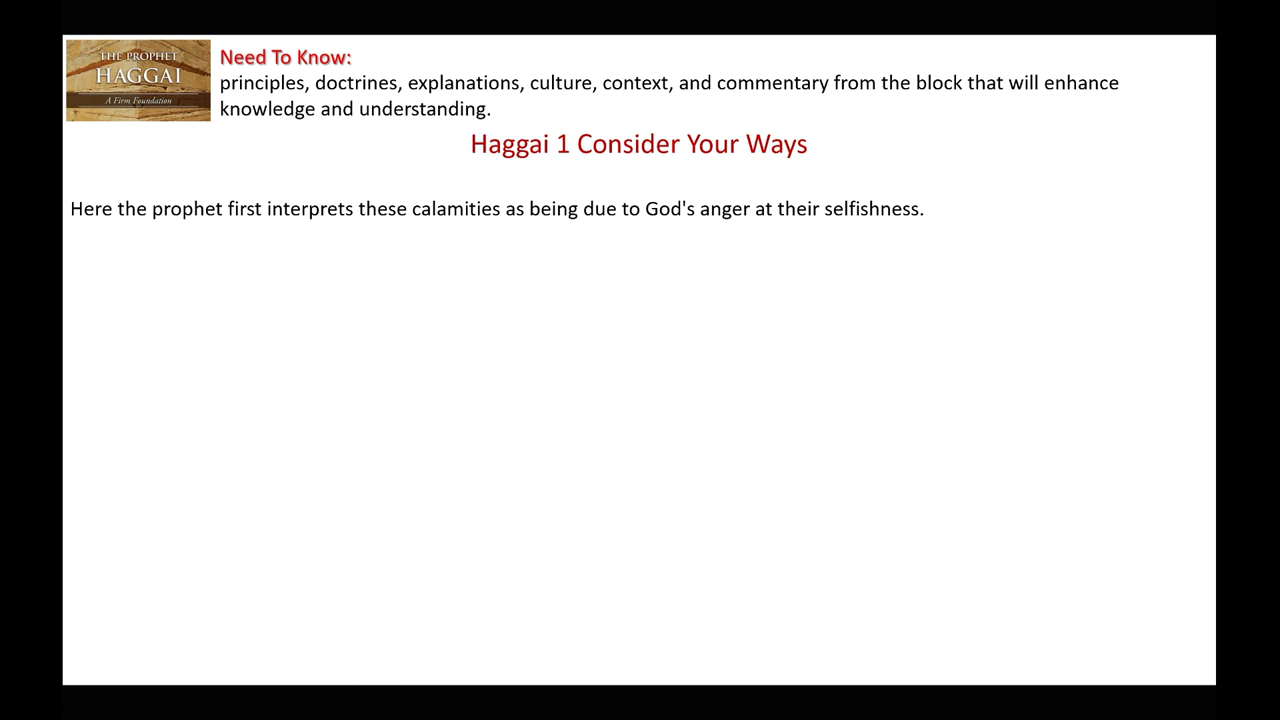 THE PROPHET
HAGGAI
A Firm Foundation
Need To Know:
principles, doctrines, explanations, culture, context, and commentary from the block that will enhance
knowledge and understanding.
Haggai 1 Consider Your Ways
Here the prophet first interprets these calamities as being due to God's anger at their selfishness.